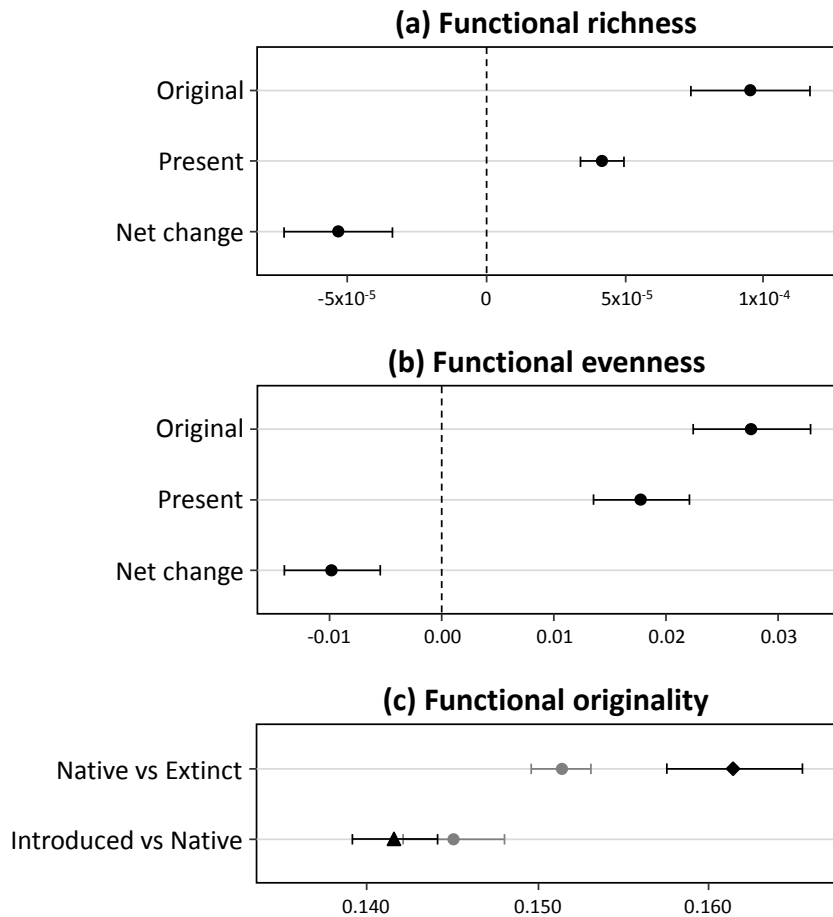 (a) Functional richness
Original
Present
Net change
-5x10⁻⁵ 0 5x10⁻⁵ 1x10⁻⁴
(b) Functional evenness
Original
Present
Net change
-0.01 0.00 0.01 0.02 0.03
(c) Functional originality
Native vs Extinct
Introduced vs Native
0.140 0.150 0.160